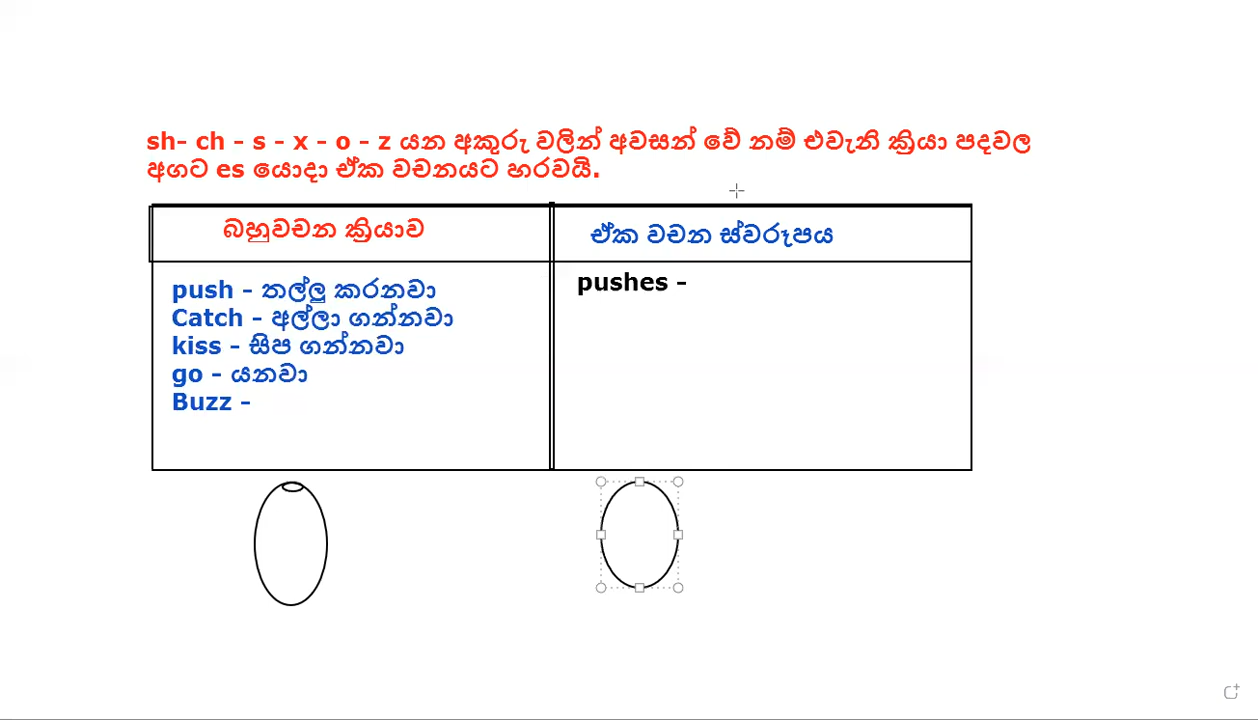 sh- ch - s - x - o - z යන අකුරු වලින් අවසන් වේ නම් එවැනි ක්‍රියා පදවල
අගට es යොදා ඒක වචනයට හරවයි.
බහුවචන ක්‍රියාව
ඒක වචන ස්වරූපය
push - තල්ලු කරනවා
Catch - අල්ලා ගන්නවා
kiss - සිප ගන්නවා
go - යනවා
Buzz -
pushes -